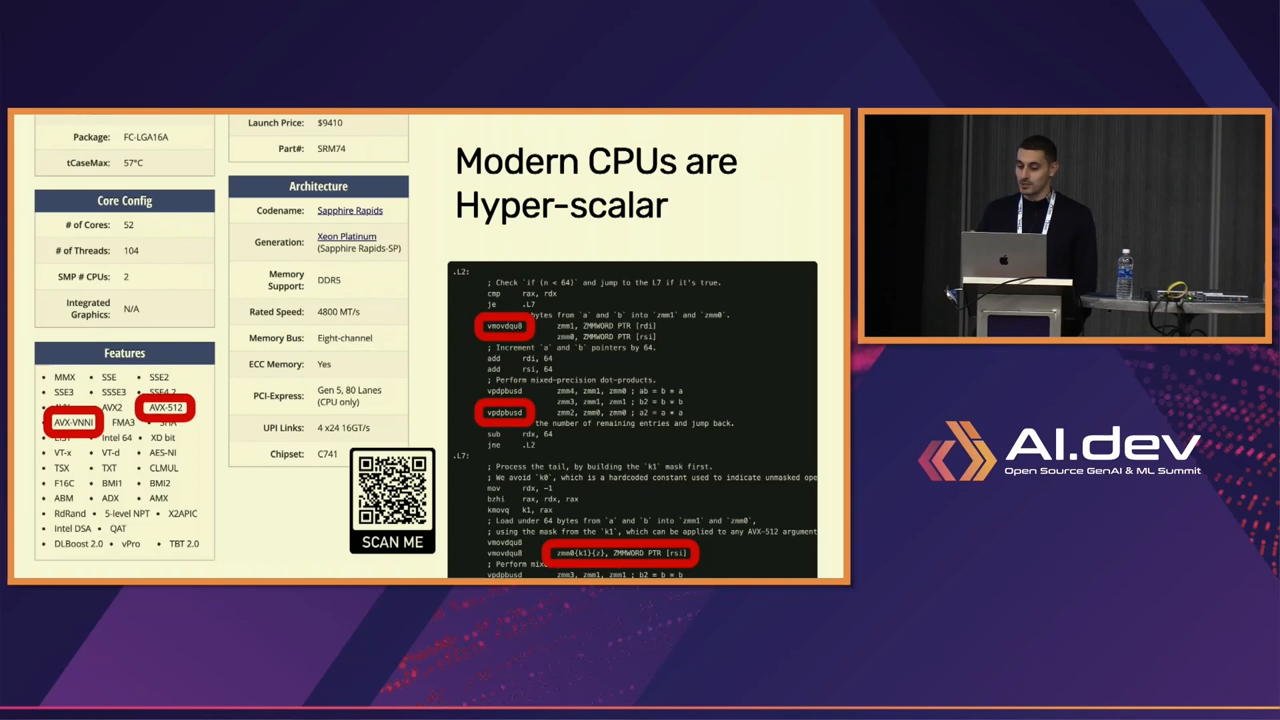 Package: FC-LGA16A
tCaseMax: 57°C
Core Config
# of Cores: 52
# of Threads: 104
SMP # CPUs: 2
Integrated Graphics: N/A
Features
MMX SSE SSE2
SSE3 SSSE3 SSE4.2
AVX2 AVX-512
AVX-VNNI FMA3 SHA
EIST Intel 64 XD bit
VT-x VT-d AES-NI
TSX TXT CLMUL
F16C BMI1 BMI2
ABM ADX AMX
RdRand 5-level NPT X2APIC
Intel DSA QAT
DLBoost 2.0 vPro TBT 2.0
Launch Price: $9410
Part#: SRM74
Architecture
Codename: Sapphire Rapids
Generation: Xeon Platinum
(Sapphire Rapids-SP)
Memory Support: DDR5
Rated Speed: 4800 MT/s
Memory Bus: Eight-channel
ECC Memory: Yes
PCI-Express: Gen 5, 80 Lanes
(CPU only)
UPI Links: 4 x24 16GT/s
Chipset: C741
SCAN ME
Modern CPUs are
Hyper-scalar
.L2:
; Check `if (n < 64)` and jump to the L7 if it's true.
cmp rax, rdx
je .L7
bytes from `a` and `b` into `zmm1` and `zmm0`.
vmovdqu8 zmm1, ZMMWORD PTR [rdi]
zmm0, ZMMWORD PTR [rsi]
; Increment `a` and `b` pointers by 64.
add rdi, 64
add rsi, 64
; Perform mixed-precision dot-products.
vpdpbusd zmm4, zmm1, zmm0 ; ab = b * a
zmm3, zmm1, zmm1 ; b2 = b * b
vpdpbusd zmm2, zmm0, zmm0 ; a2 = a * a
the number of remaining entries and jump back.
sub rdx, 64
jne .L2
.L7:
; Process the tail, by building the `k1` mask first.
; We avoid `k0`, which is a hardcoded constant used to indicate unmasked ope
mov rdx, -1
bzhi rax, rdx, rax
kmovq k1, rax
; Load under 64 bytes from `a` and `b` into `zmm1` and `zmm0`,
; using the mask from the `k1`, which can be applied to any AVX-512 argument
vmovdqu8
vmovdqu8 zmm0{k1}{z}, ZMMWORD PTR [rsi]
; Perform mix
vpdpbusd zmm3, zmm1, zmm1 ; b2 = b * b
AI.dev
Open Source GenAI & ML Summit